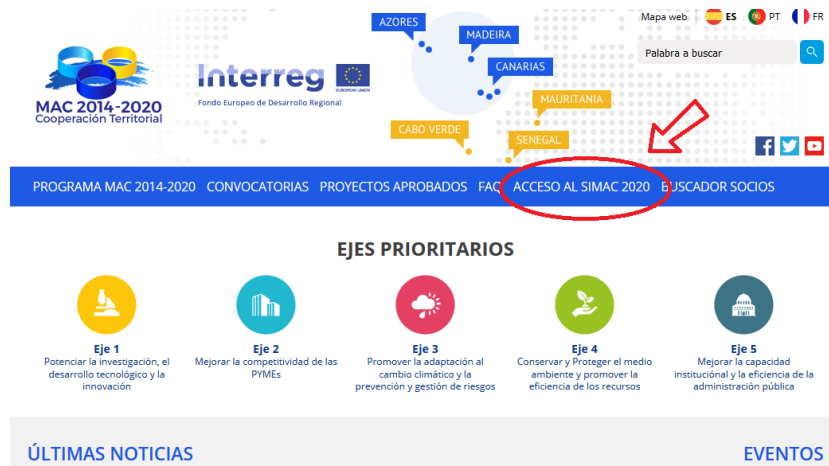 Mapa web
ES
PT
FR
AZORES
MADEIRA
CANARIAS
MAURITANIA
CABO VERDE
SENEGAL
Palabra a buscar
MAC 2014-2020
Cooperación Territorial
Interreg
EUROPEAN UNION
Fondo Europeo de Desarrollo Regional
PROGRAMA MAC 2014-2020 CONVOCATORIAS PROYECTOS APROBADOS FAQ ACCESO AL SIMAC 2020 BUSCADOR SOCIOS
EJES PRIORITARIOS
Eje 1
Potenciar la investigación, el
desarrollo tecnológico y la
innovación
Eje 2
Mejorar la competitividad de las
PYMEs
Eje 3
Promover la adaptación al
cambio climático y la
prevención y gestión de riesgos
Eje 4
Conservar y Proteger el medio
ambiente y promover la
eficiencia de los recursos
Eje 5
Mejorar la capacidad
institucional y la eficiencia de la
administración pública
ÚLTIMAS NOTICIAS
EVENTOS